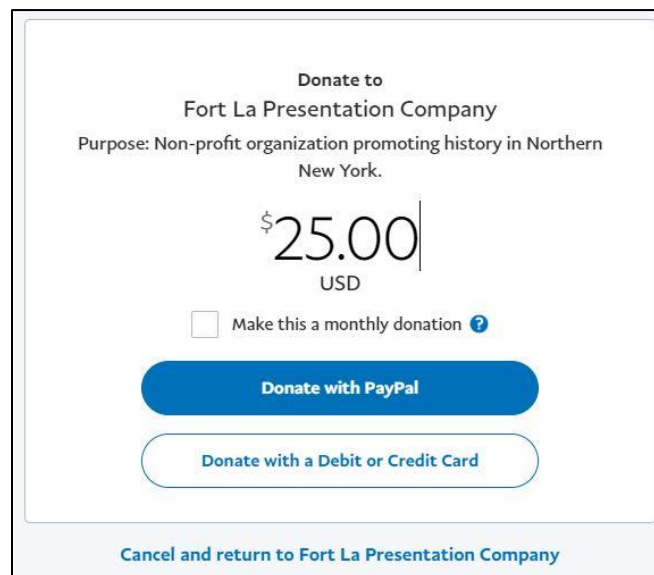 Donate to
Fort La Presentation Company
Purpose: Non-profit organization promoting history in Northern
New York.
$25.00
USD
Make this a monthly donation ?
Donate with PayPal
Donate with a Debit or Credit Card
Cancel and return to Fort La Presentation Company